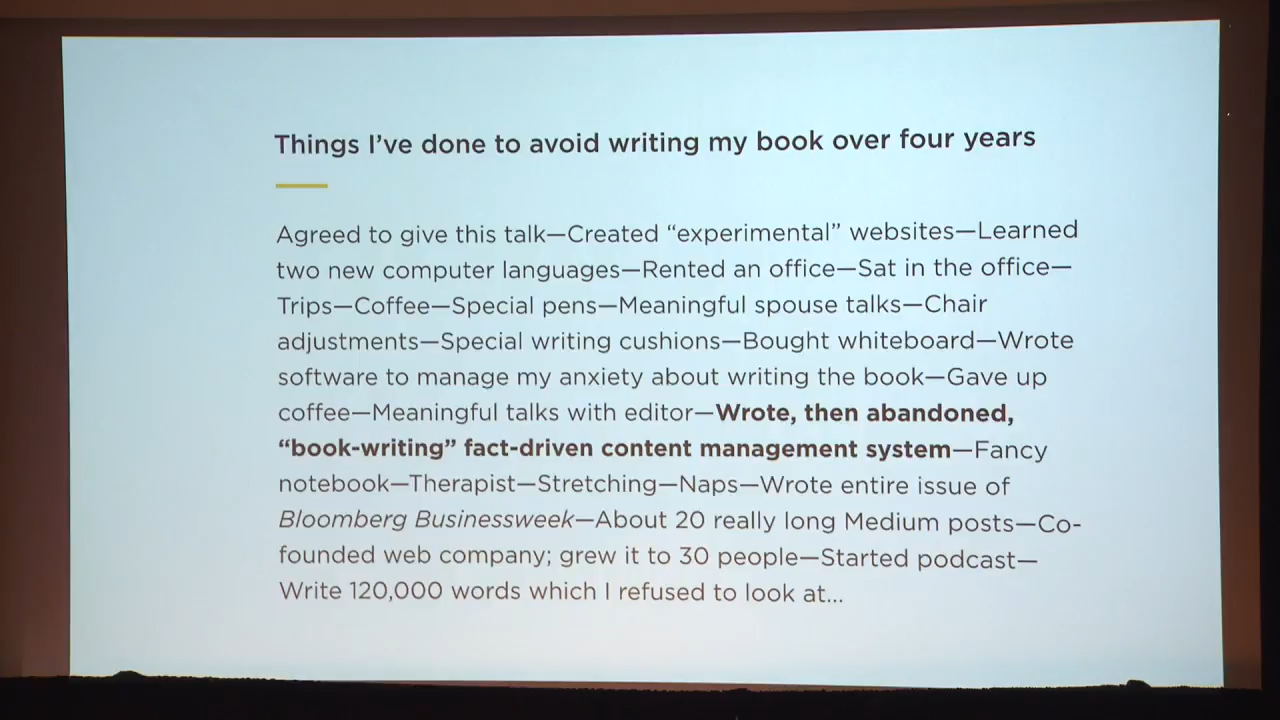 Things I’ve done to avoid writing my book over four years
Agreed to give this talk—Created “experimental” websites—Learned
two new computer languages—Rented an office—Sat in the office—
Trips—Coffee—Special pens—Meaningful spouse talks—Chair
adjustments—Special writing cushions—Bought whiteboard—Wrote
software to manage my anxiety about writing the book—Gave up
coffee—Meaningful talks with editor—Wrote, then abandoned,
“book-writing” fact-driven content management system—Fancy
notebook—Therapist—Stretching—Naps—Wrote entire issue of
Bloomberg Businessweek—About 20 really long Medium posts—Co-
founded web company; grew it to 30 people—Started podcast—
Write 120,000 words which I refused to look at...